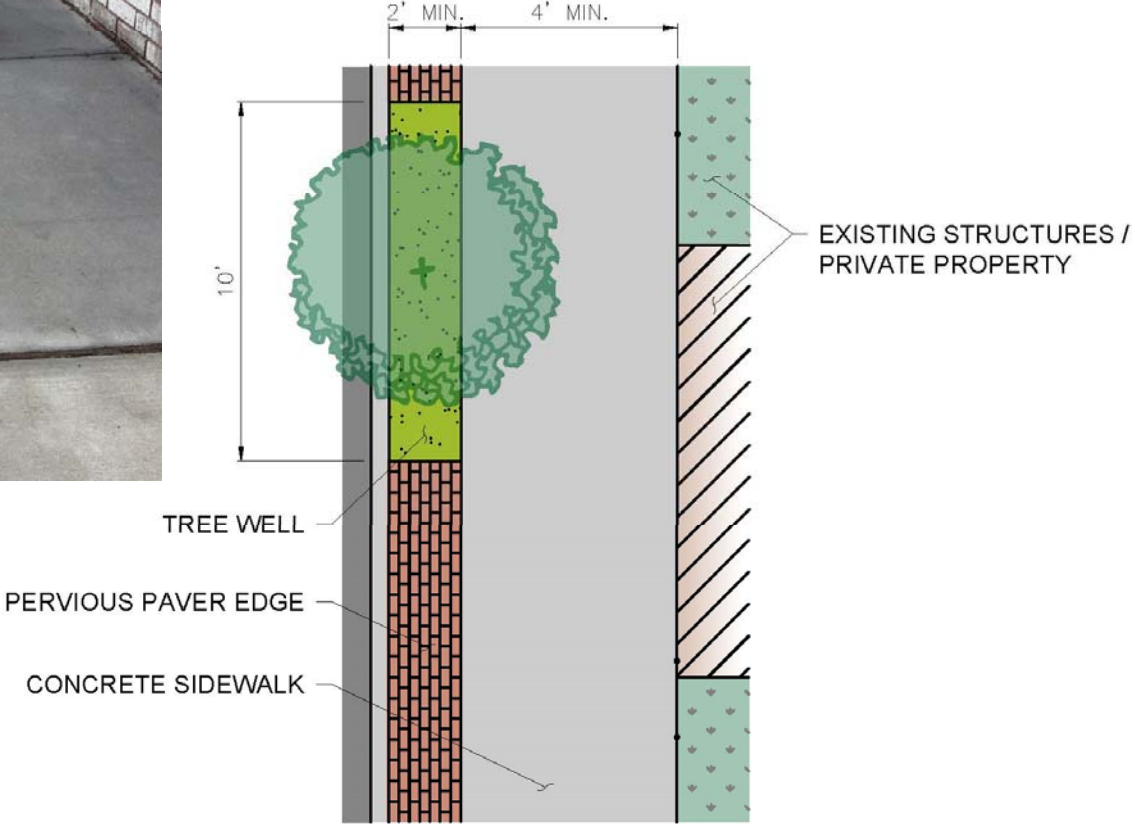 2' MIN.
4' MIN.
10'
EXISTING STRUCTURES /
PRIVATE PROPERTY
TREE WELL
PERVIOUS PAVER EDGE
CONCRETE SIDEWALK